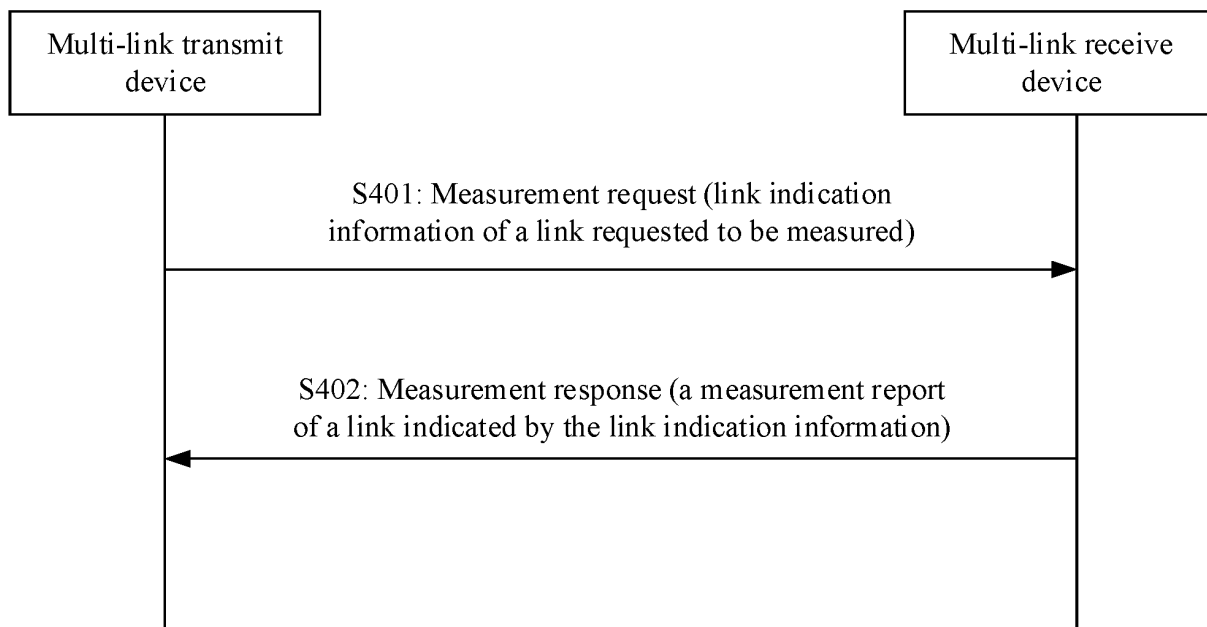 Multi-link transmit
device
Multi-link receive
device
S401: Measurement request (link indication
information of a link requested to be measured)
S402: Measurement response (a measurement report
of a link indicated by the link indication information)